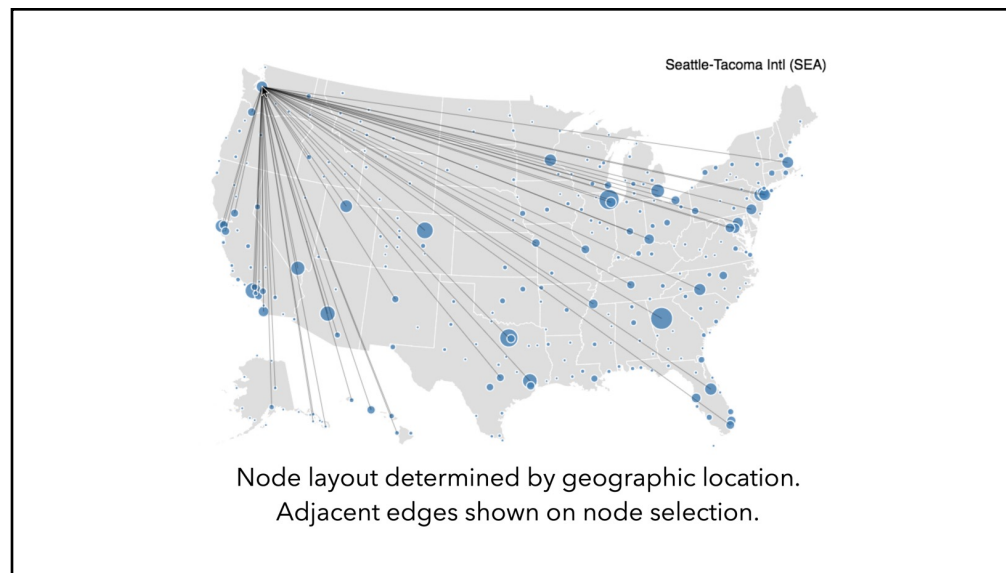 Seattle-Tacoma Intl (SEA)
Node layout determined by geographic location.
Adjacent edges shown on node selection.